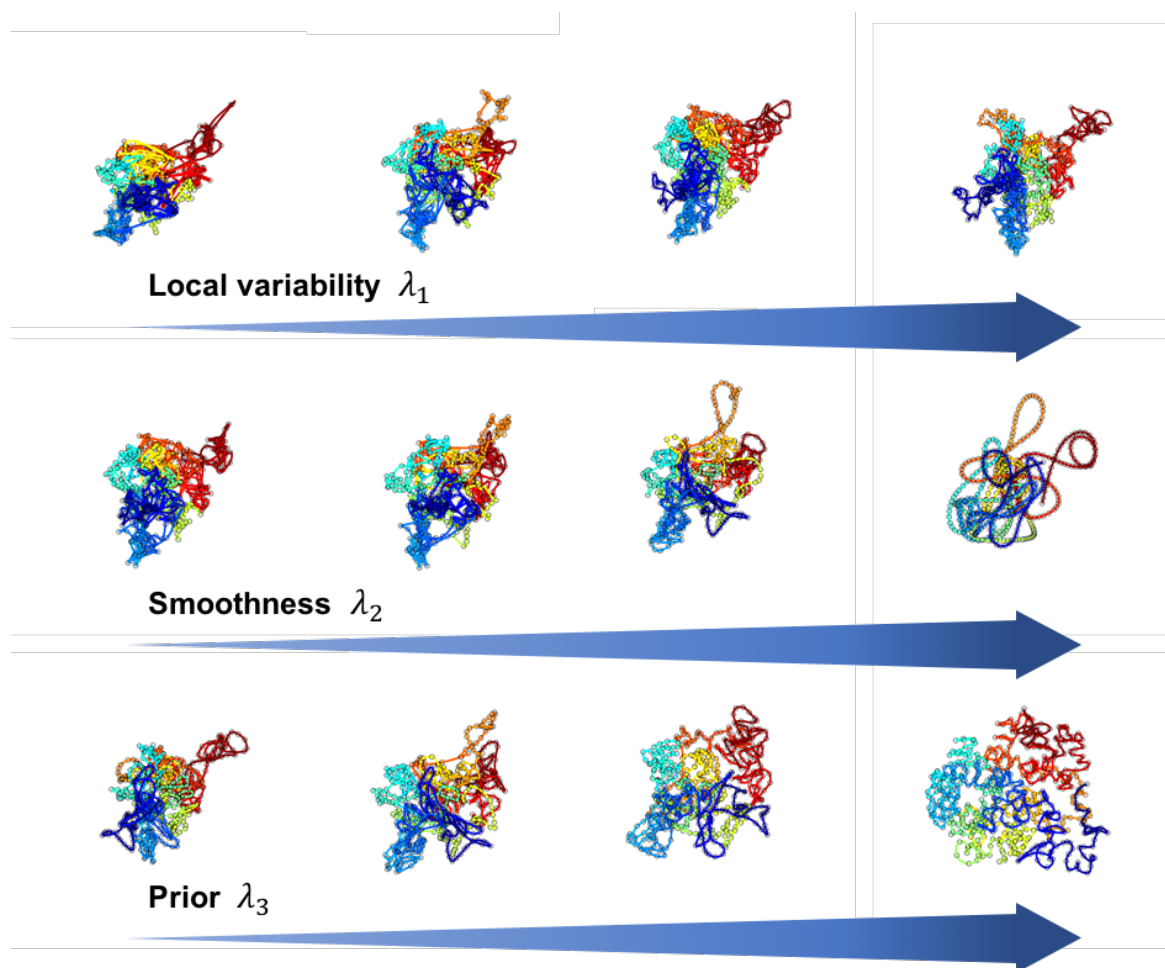 Local variability λ₁
Smoothness λ₂
Prior λ₃